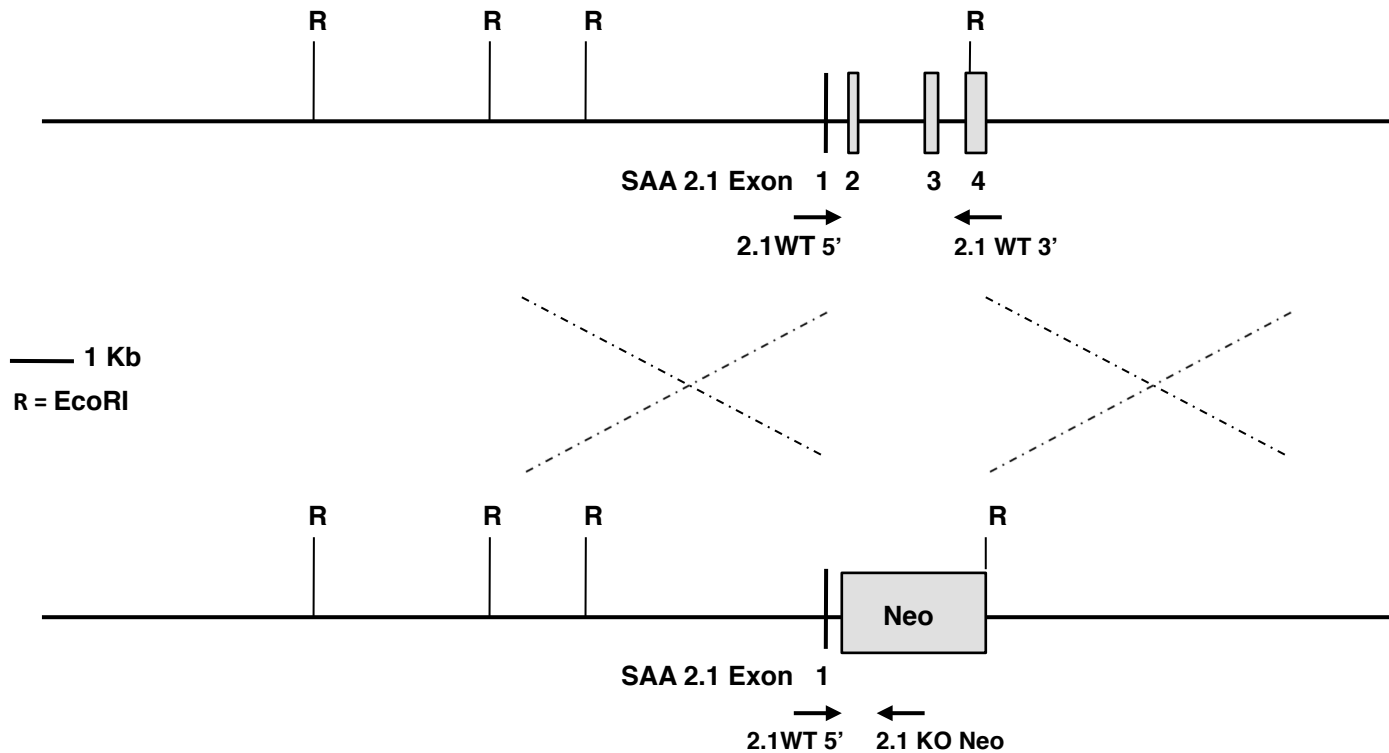 R R R R
SAA 2.1 Exon 1 2 3 4
2.1WT 5’ 2.1 WT 3’
1 Kb
R = EcoRI
R R R R
Neo
SAA 2.1 Exon 1
2.1WT 5’ 2.1 KO Neo